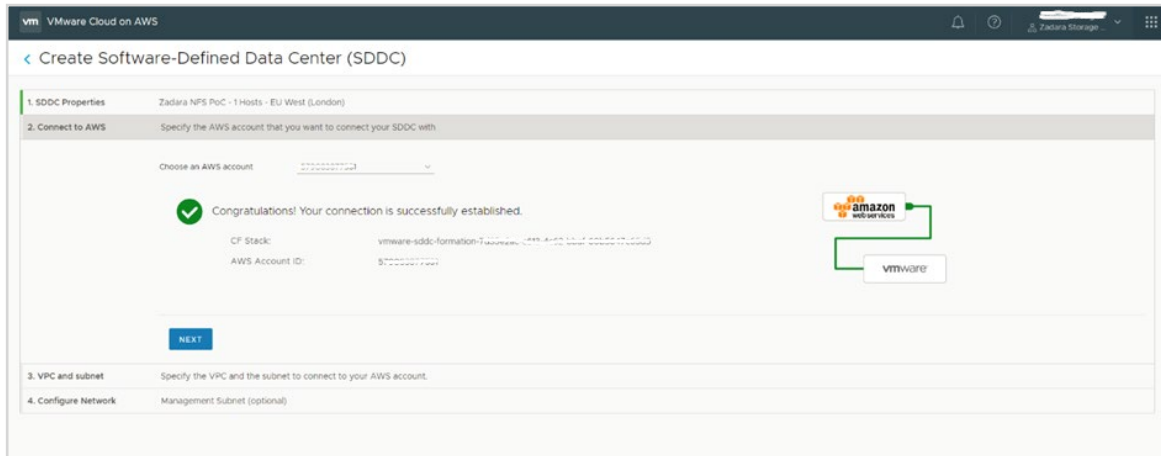 vm VMware Cloud on AWS
Zadara Storage ...
Create Software-Defined Data Center (SDDC)
1. SDDC Properties Zadara NFS PoC - 1 Hosts - EU West (London)
2. Connect to AWS Specify the AWS account that you want to connect your SDDC with
Choose an AWS account
Congratulations! Your connection is successfully established.
CF Stack: vmware-sddc-formation-
AWS Account ID:
amazon
webservices
vmware
NEXT
3. VPC and subnet Specify the VPC and the subnet to connect to your AWS account.
4. Configure Network Management Subnet (optional)